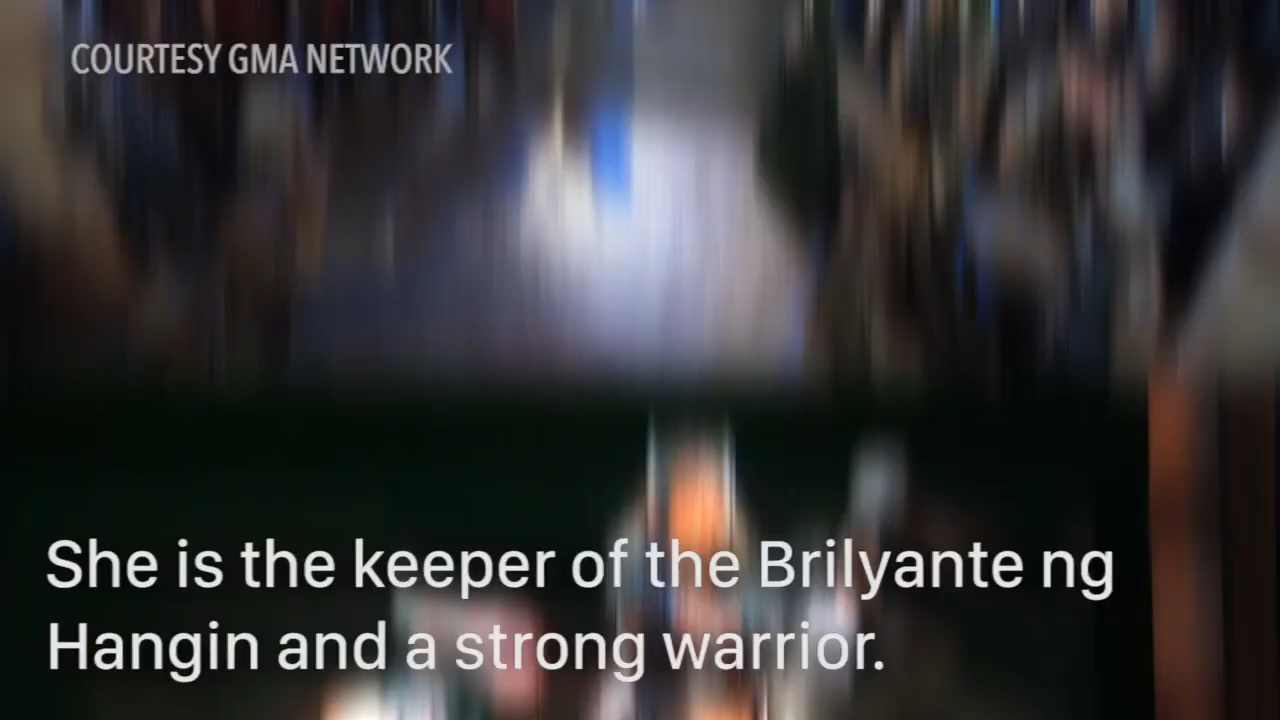 COURTESY GMA NETWORK
She is the keeper of the Brilyante ng
Hangin and a strong warrior.